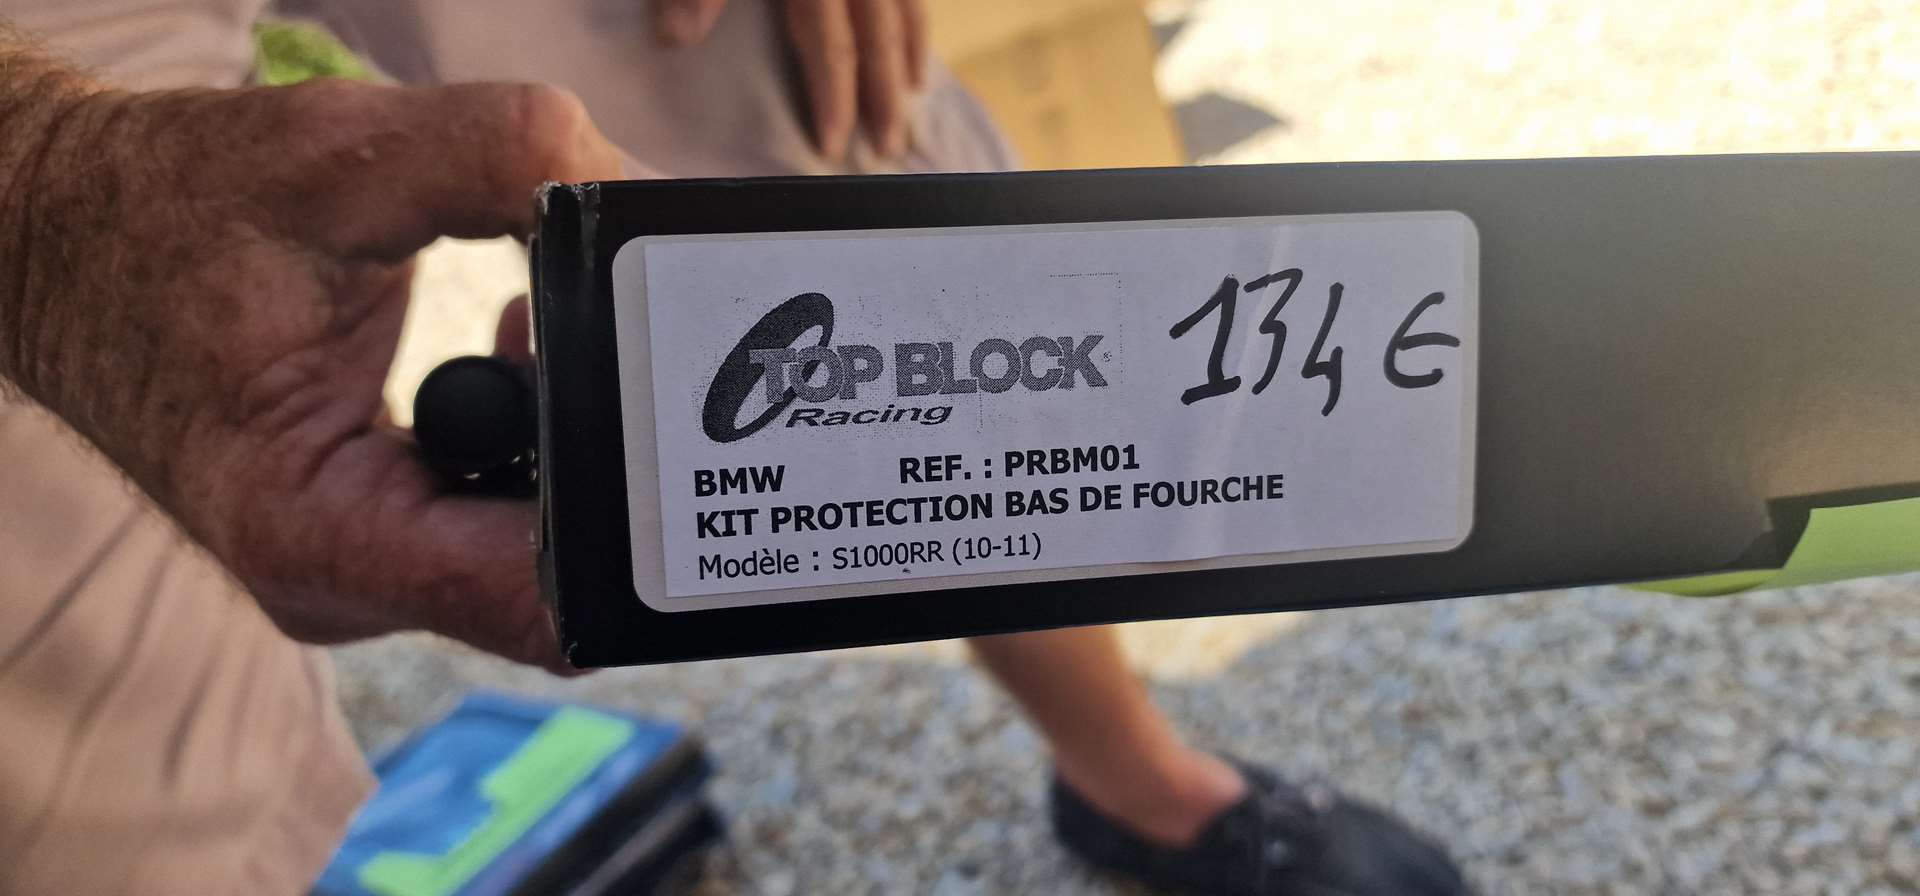 TOP BLOCK
Racing
134 €
BMW REF. : PRBM01
KIT PROTECTION BAS DE FOURCHE
Modèle : S1000RR (10-11)